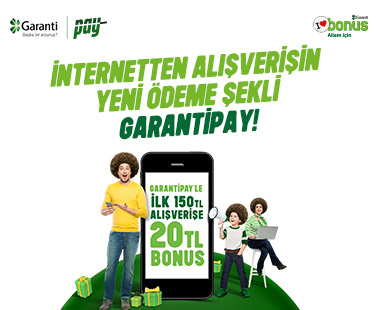 Garanti
Başka bir arzunuz?
pay
Garanti
I bonus
Ailem için
İNTERNETTEN ALIŞVERİŞİN
YENİ ÖDEME ŞEKLİ
GARANTİPAY!
GARANTİPAY'LE
İLK 150TL
ALIŞVERİŞE
20TL
BONUS